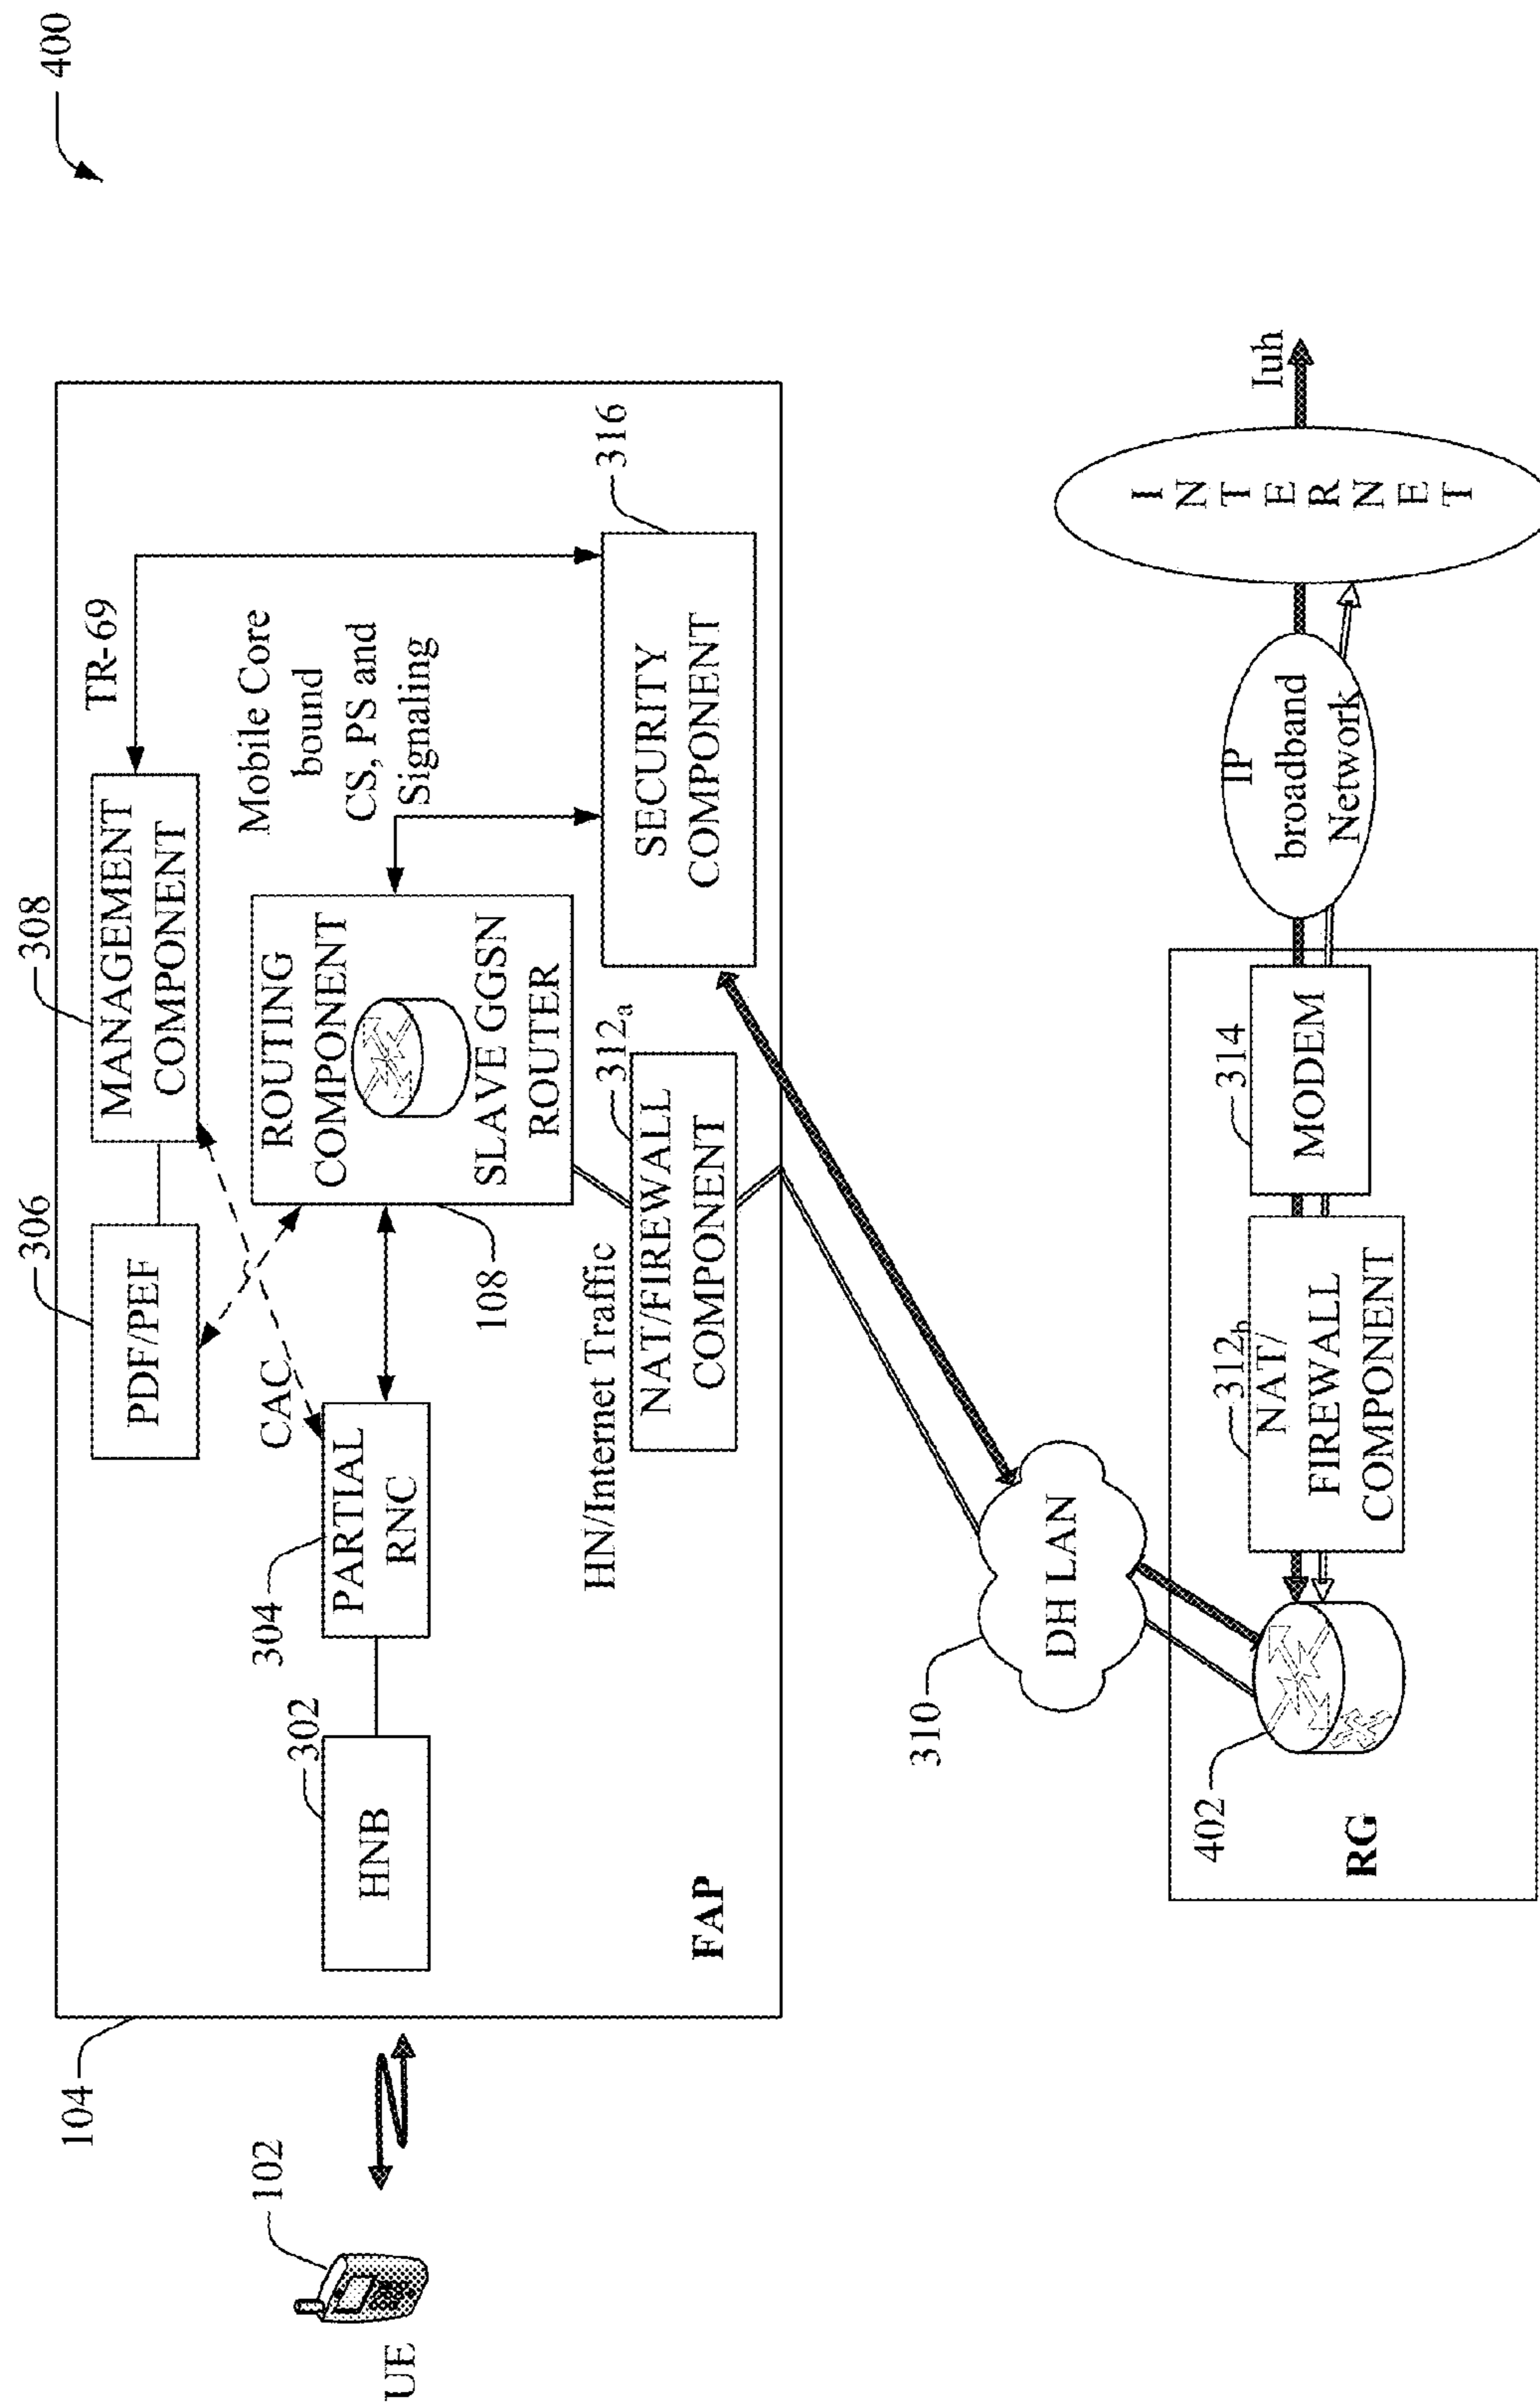 400
104
308
MANAGEMENT
COMPONENT
TR-69
306
PDF/PEF
CAC
ROUTING
COMPONENT
SLAVE GGSN
ROUTER
108
Mobile Core
bound
CS, PS and
Signaling
304
PARTIAL
RNC
302
HNB
HN/Internet Traffic
312a
NAT/FIREWALL
COMPONENT
316
SECURITY
COMPONENT
FAP
102
UE
310
DH LAN
402
RG
312b
NAT/
FIREWALL
COMPONENT
314
MODEM
IP
broadband
Network
I
N
T
E
R
N
E
T
Iuh